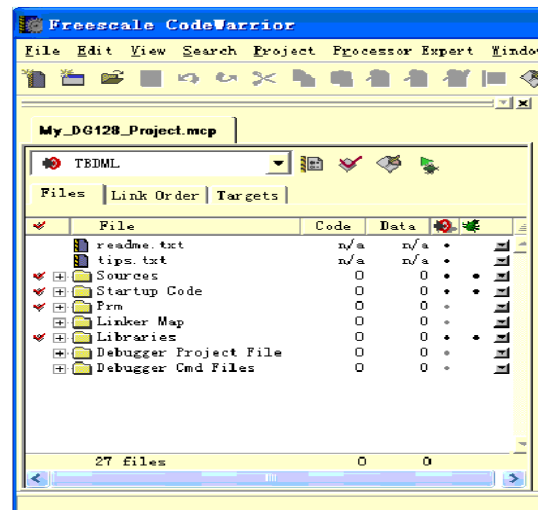 Freescale CodeWarrior
File Edit View Search Project Processor Expert Windo
My_DG128_Project.mcp
TBDML
Files Link Order Targets
File Code Data
readme.txt n/a n/a
tips.txt n/a n/a
Sources 0 0
Startup Code 0 0
Prm 0 0
Linker Map 0 0
Libraries 0 0
Debugger Project File 0 0
Debugger Cmd Files 0 0
27 files 0 0